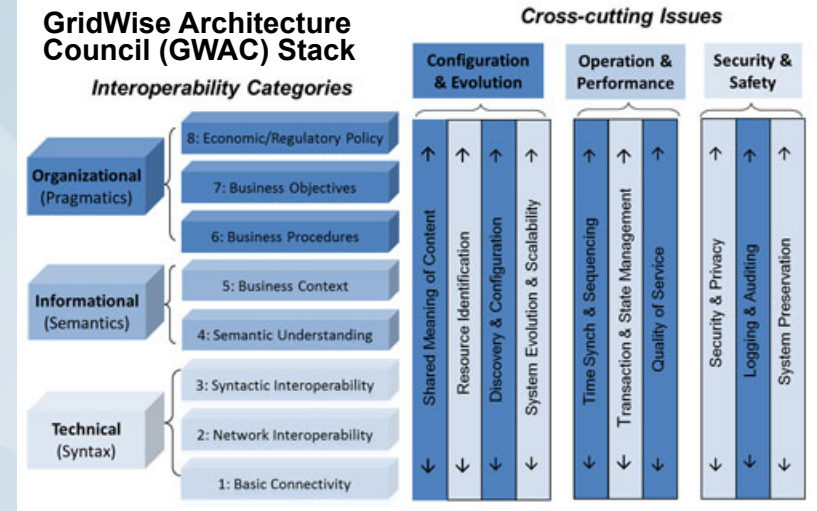 GridWise Architecture
Council (GWAC) Stack
Interoperability Categories
Organizational
(Pragmatics)
8: Economic/Regulatory Policy
7: Business Objectives
6: Business Procedures
Informational
(Semantics)
5: Business Context
4: Semantic Understanding
Technical
(Syntax)
3: Syntactic Interoperability
2: Network Interoperability
1: Basic Connectivity
Cross-cutting Issues
Configuration
& Evolution
Shared Meaning of Content
Resource Identification
Discovery & Configuration
System Evolution & Scalability
Operation &
Performance
Time Synch & Sequencing
Transaction & State Management
Quality of Service
Security &
Safety
Security & Privacy
Logging & Auditing
System Preservation